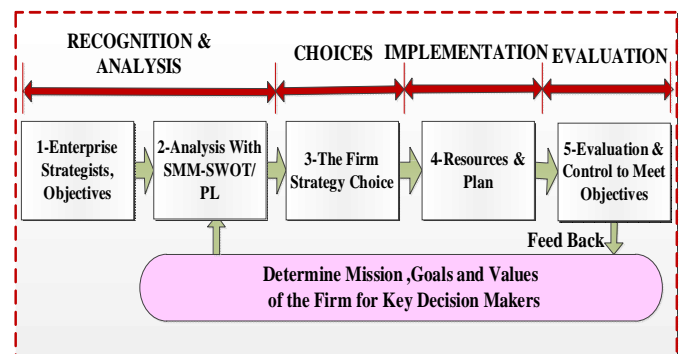 RECOGNITION &
ANALYSIS
CHOICES
IMPLEMENTATION
EVALUATION
1-Enterprise
Strategists,
Objectives
2-Analysis With
SMM-SWOT/
PL
3-The Firm
Strategy Choice
4-Resources &
Plan
5-Evaluation &
Control to Meet
Objectives
Feed Back
Determine Mission ,Goals and Values
of the Firm for Key Decision Makers